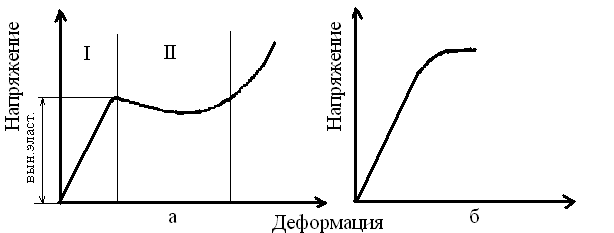 Напряжение
I
II
вын.эласт.
а
Деформация
Напряжение
б